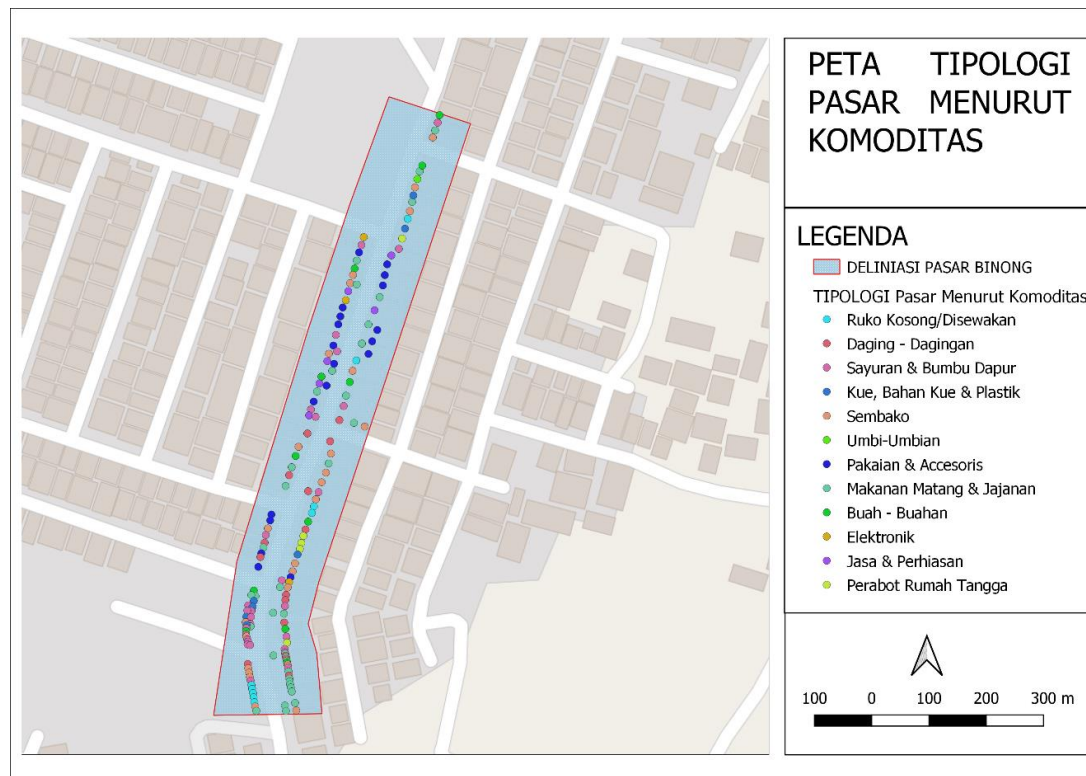 PETA TIPOLOGI
PASAR MENURUT
KOMODITAS
LEGENDA
DELINIASI PASAR BINONG
TIPOLOGI Pasar Menurut Komoditas
Ruko Kosong/Disewakan
Daging - Dagingan
Sayuran & Bumbu Dapur
Kue, Bahan Kue & Plastik
Sembako
Umbi-Umbian
Pakaian & Accesoris
Makanan Matang & Jajanan
Buah - Buahan
Elektronik
Jasa & Perhiasan
Perabot Rumah Tangga
100 0 100 200 300 m